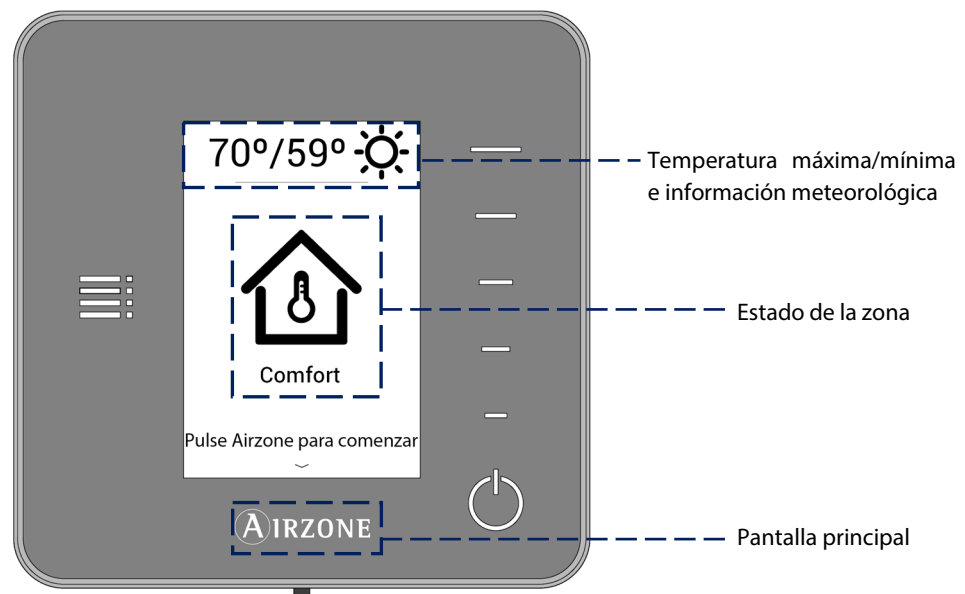 70º/59º
Temperatura máxima/mínima
e información meteorológica
Estado de la zona
Comfort
Pulse Airzone para comenzar
AIRZONE
Pantalla principal